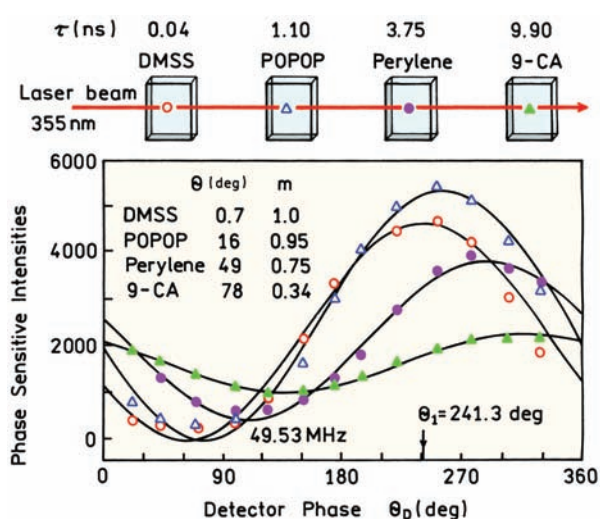 τ(ns) 0.04 1.10 3.75 9.90
DMSS POPOP Perylene 9-CA
Laser beam
355nm
6000
4000
2000
0
Phase Sensitive Intensities
θ (deg) m
DMSS 0.7 1.0
POPOP 16 0.95
Perylene 49 0.75
9-CA 78 0.34
49.53 MHz
θI=241.3 deg
0 90 180 270 360
Detector Phase θD(deg)